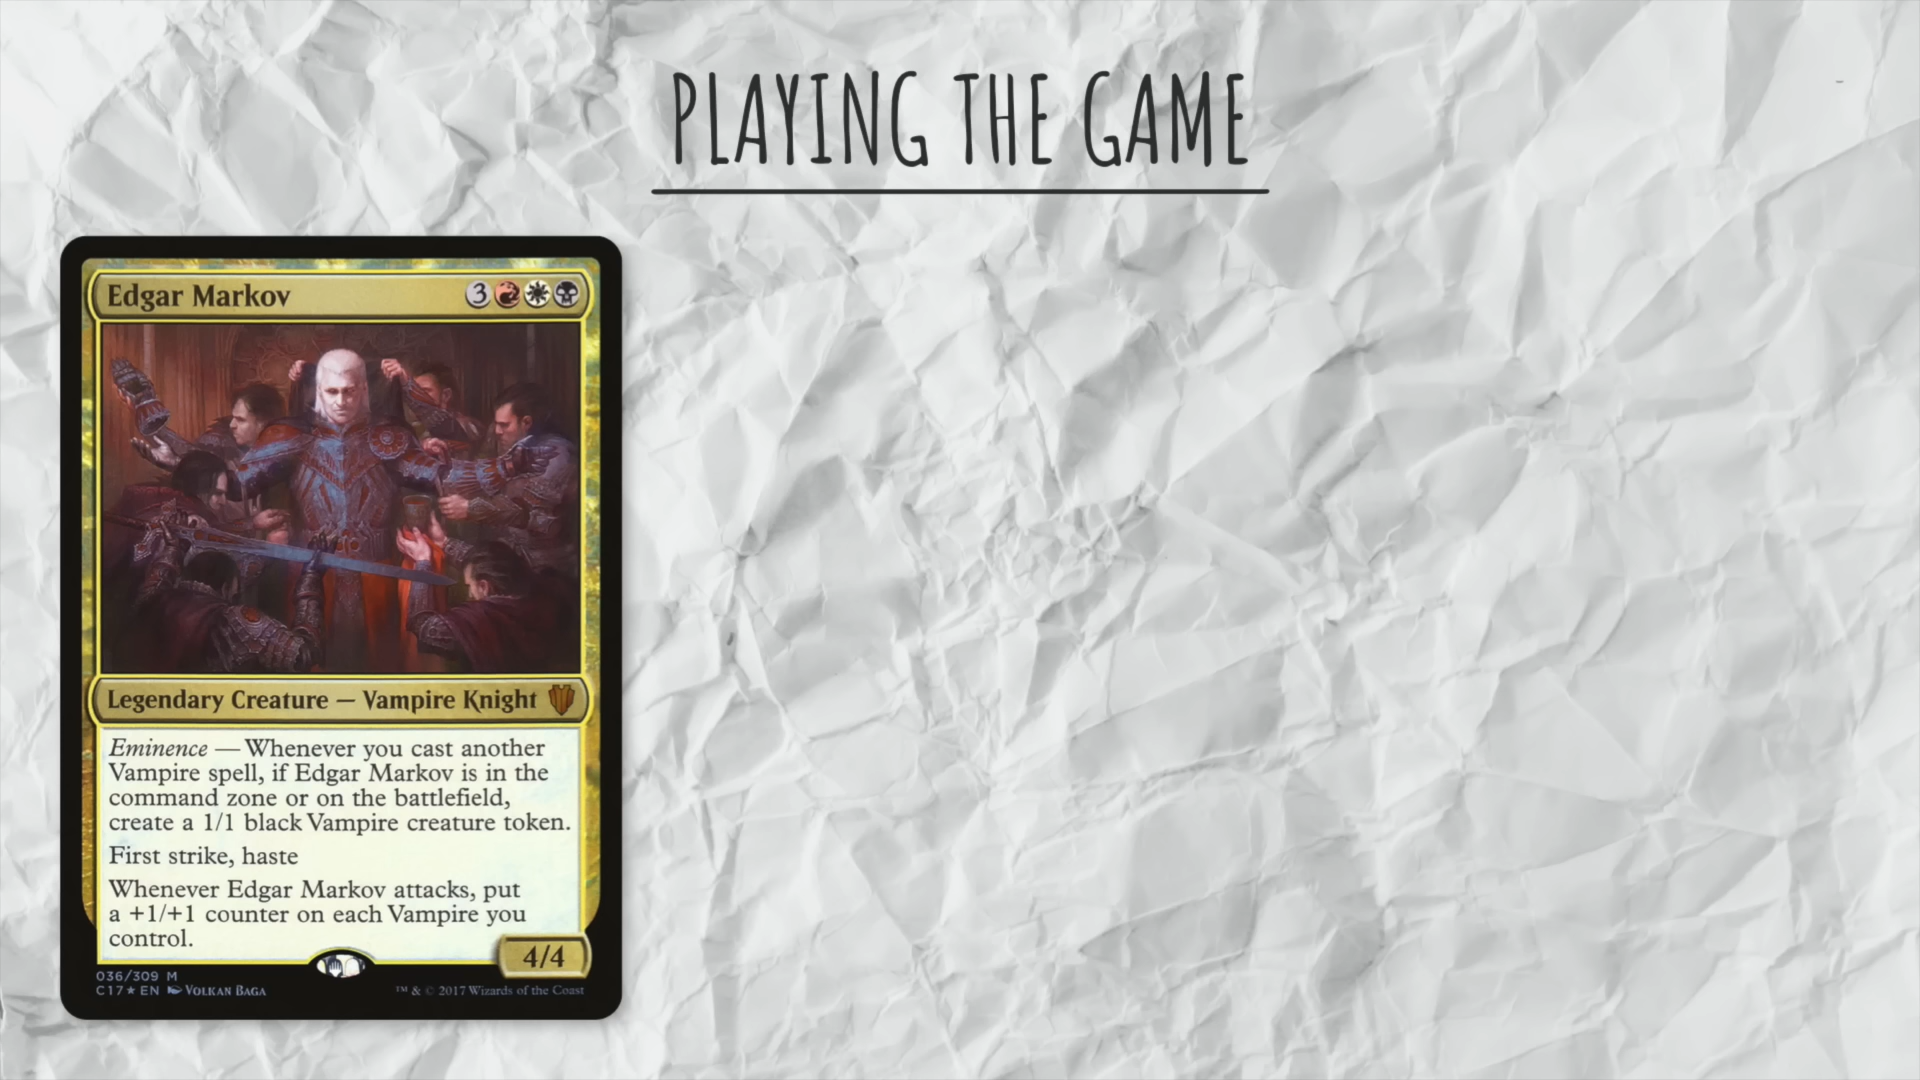 PLAYING THE GAME
Edgar Markov 3
Legendary Creature — Vampire Knight
Eminence — Whenever you cast another
Vampire spell, if Edgar Markov is in the
command zone or on the battlefield,
create a 1/1 black Vampire creature token.
First strike, haste
Whenever Edgar Markov attacks, put
a +1/+1 counter on each Vampire you
control.
4/4
036/309 M
C17★EN VOLKAN BAGA
™ & © 2017 Wizards of the Coast